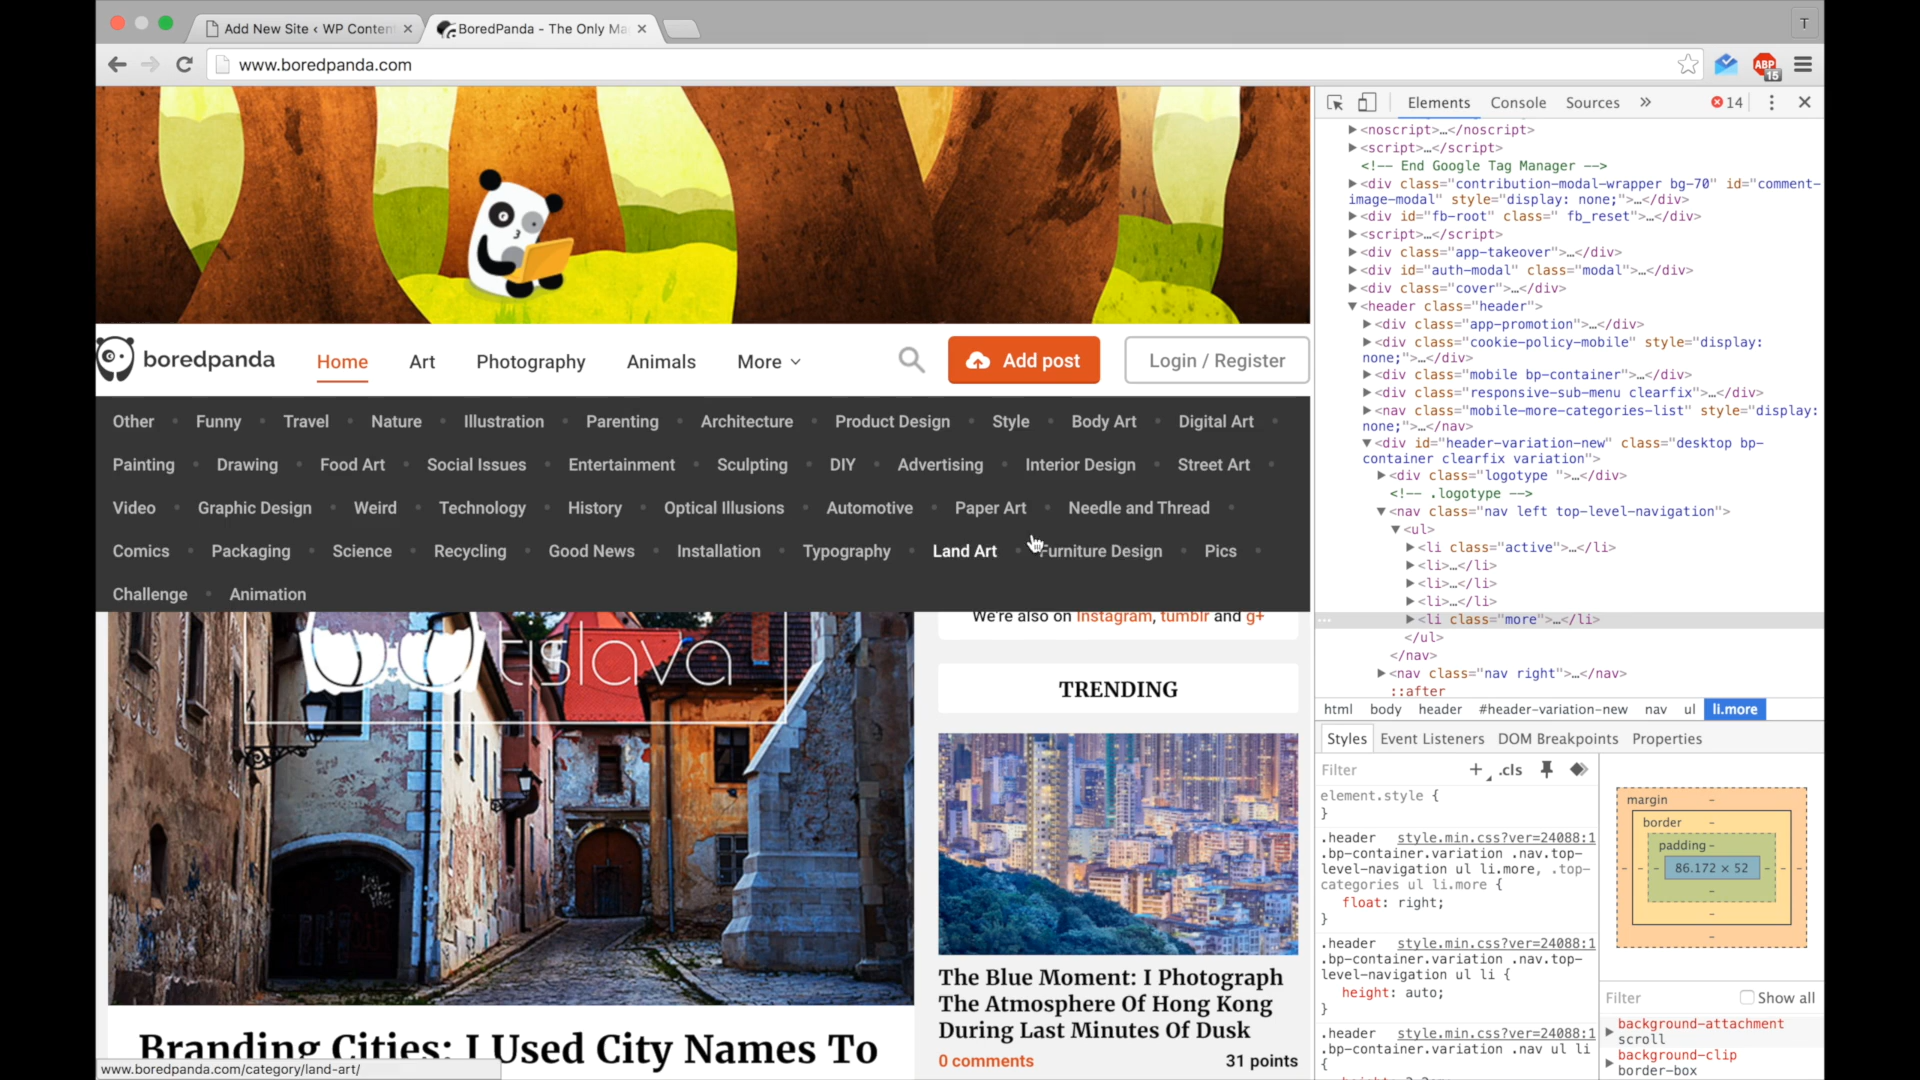 Add New Site ‹ WP Conten
BoredPanda - The Only Ma
T
www.boredpanda.com
ABP
15
boredpanda
Home
Art
Photography
Animals
More
Add post
Login / Register
Other • Funny • Travel • Nature • Illustration • Parenting • Architecture • Product Design • Style • Body Art • Digital Art •
Painting • Drawing • Food Art • Social Issues • Entertainment • Sculpting • DIY • Advertising • Interior Design • Street Art •
Video • Graphic Design • Weird • Technology • History • Optical Illusions • Automotive • Paper Art • Needle and Thread •
Comics • Packaging • Science • Recycling • Good News • Installation • Typography • Land Art • Furniture Design • Pics •
Challenge • Animation
tislava
We're also on Instagram, tumblr and g+
TRENDING
The Blue Moment: I Photograph
The Atmosphere Of Hong Kong
During Last Minutes Of Dusk
0 comments
31 points
Branding Cities: I Used City Names To
www.boredpanda.com/category/land-art/
Elements Console Sources » 14
<noscript>…</noscript>
<script>…</script>
<!-- End Google Tag Manager -->
<div class="contribution-modal-wrapper bg-70" id="comment-
image-modal" style="display: none;">…</div>
<div id="fb-root" class=" fb_reset">…</div>
<script>…</script>
<div class="app-takeover">…</div>
<div id="auth-modal" class="modal">…</div>
<div class="cover">…</div>
<header class="header">
<div class="app-promotion">…</div>
<div class="cookie-policy-mobile" style="display:
none;">…</div>
<div class="mobile bp-container">…</div>
<div class="responsive-sub-menu clearfix">…</div>
<nav class="mobile-more-categories-list" style="display:
none;">…</nav>
<div id="header-variation-new" class="desktop bp-
container clearfix variation">
<div class="logotype ">…</div>
<!-- .logotype -->
<nav class="nav left top-level-navigation">
<ul>
<li class="active">…</li>
<li>…</li>
<li>…</li>
<li>…</li>
<li class="more">…</li>
</ul>
</nav>
<nav class="nav right">…</nav>
::after
html body header #header-variation-new nav ul li.more
Styles Event Listeners DOM Breakpoints Properties
Filter + .cls
element.style {
}
.header style.min.css?ver=24088:1
.bp-container.variation .nav.top-
level-navigation ul li.more, .top-
categories ul li.more {
float: right;
}
.header style.min.css?ver=24088:1
.bp-container.variation .nav.top-
level-navigation ul li {
height: auto;
}
.header style.min.css?ver=24088:1
.bp-container.variation .nav ul li
{
margin –
border –
padding –
86.172 × 52
Filter
Show all
background-attachment
scroll
background-clip
border-box